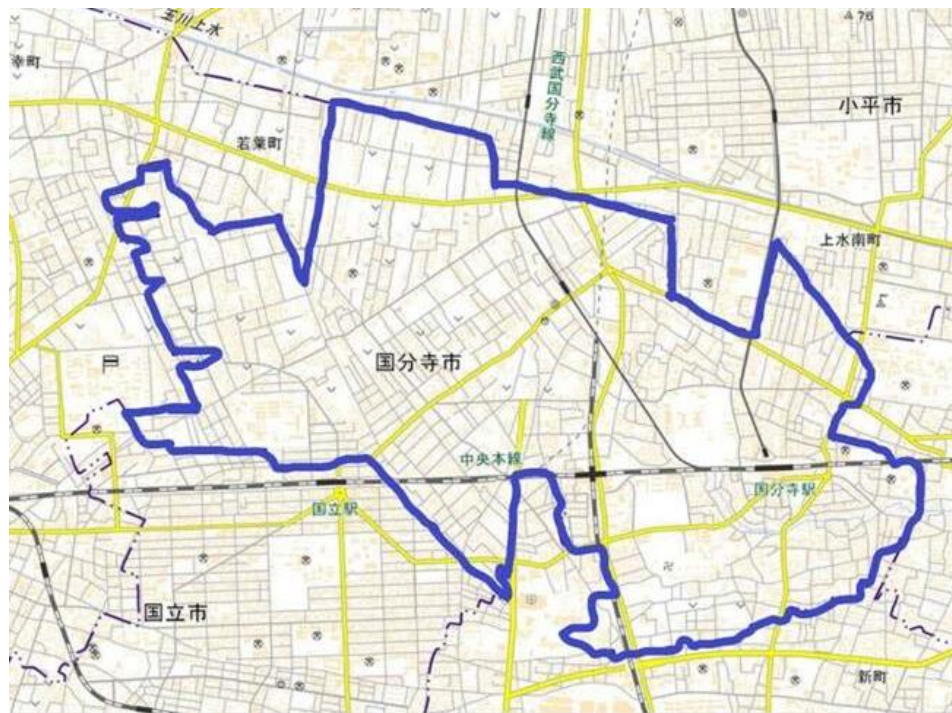 玉川上水
76
幸町
西武国分寺線
小平市
若葉町
上水南町
国分寺市
中央本線
国分寺駅
国立駅
国立市
新町